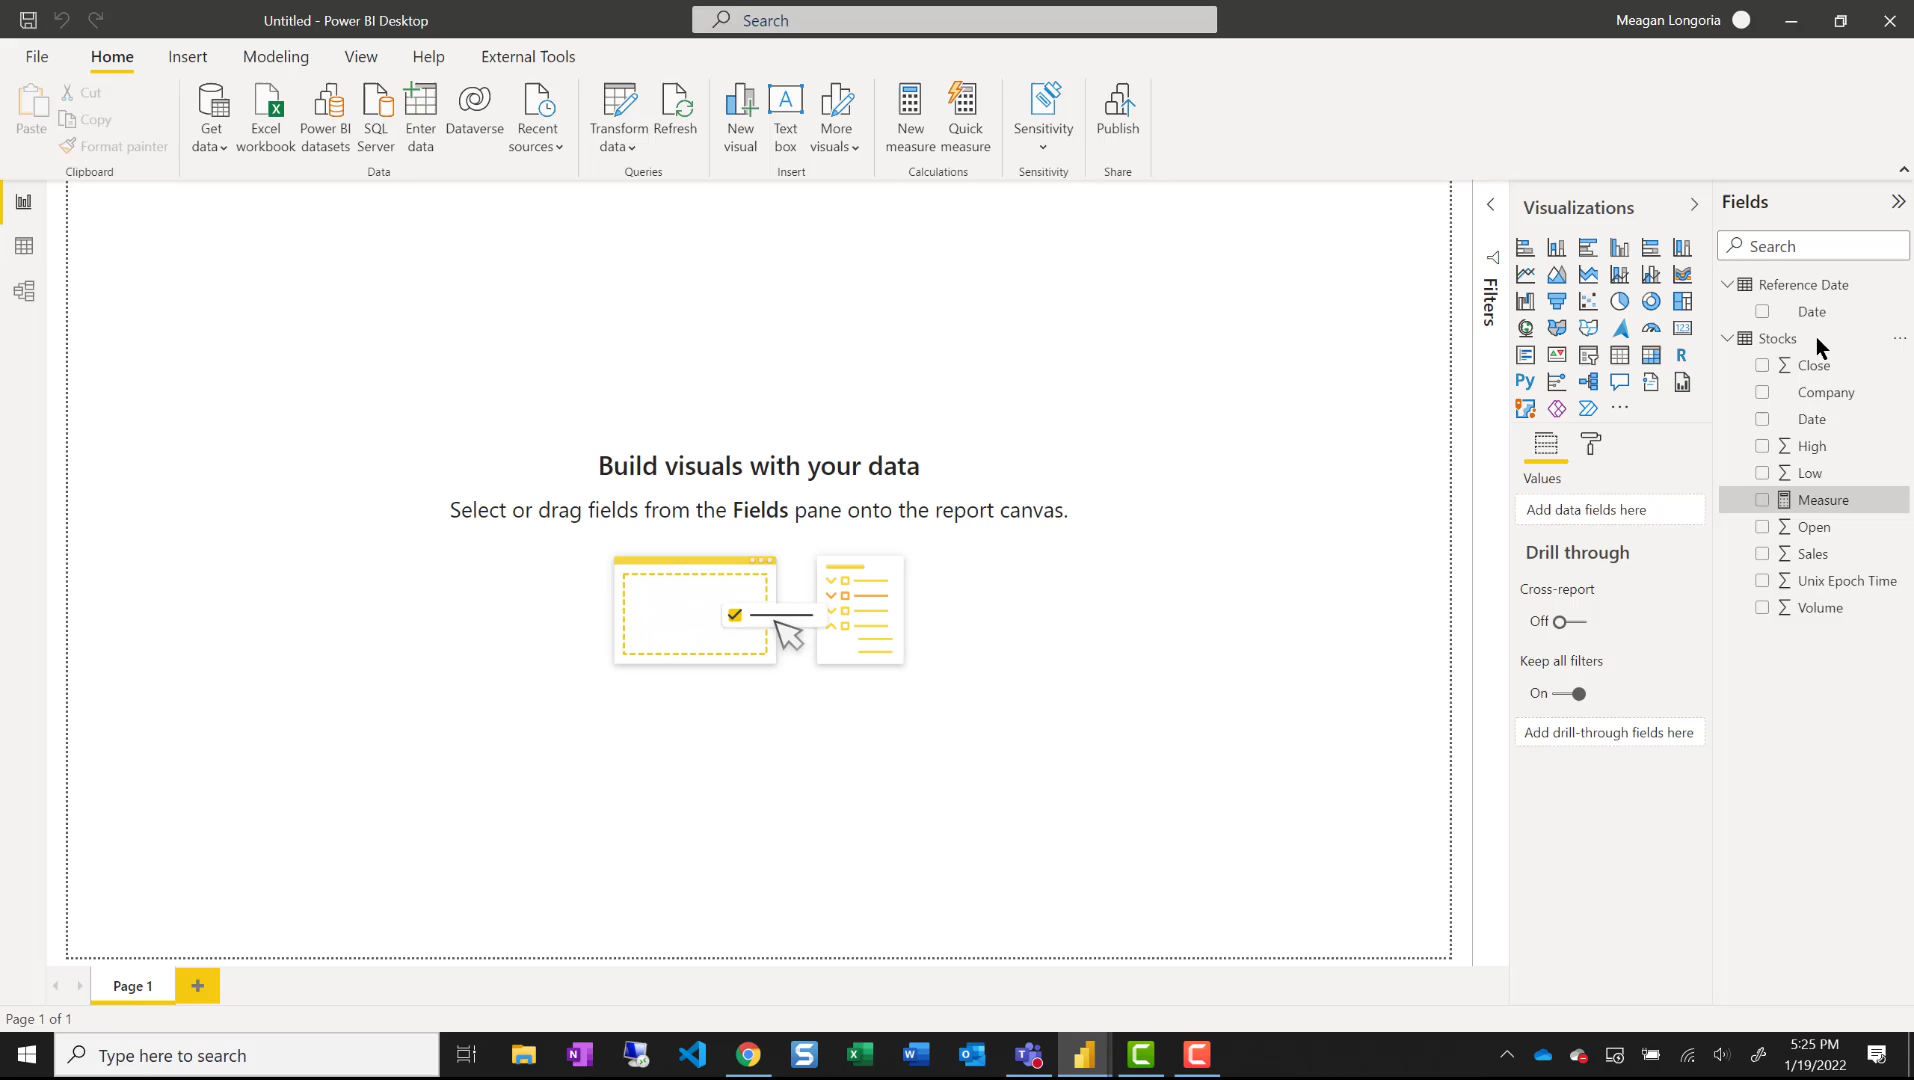 Untitled - Power BI Desktop
Search
Meagan Longoria
File
Home
Insert
Modeling
View
Help
External Tools
Paste
Cut
Copy
Format painter
Clipboard
Get data
Excel workbook
Power BI datasets
SQL Server
Enter data
Dataverse
Recent sources
Data
Transform data
Refresh
Queries
New visual
Text box
More visuals
Insert
New measure
Quick measure
Calculations
Sensitivity
Sensitivity
Publish
Share
Build visuals with your data
Select or drag fields from the Fields pane onto the report canvas.
Filters
Visualizations
123
R
Py
Values
Add data fields here
Drill through
Cross-report
Off
Keep all filters
On
Add drill-through fields here
Fields
Search
Reference Date
Date
Stocks
Close
Company
Date
High
Low
Measure
Open
Sales
Unix Epoch Time
Volume
Page 1
Page 1 of 1
Type here to search
5:25 PM
1/19/2022